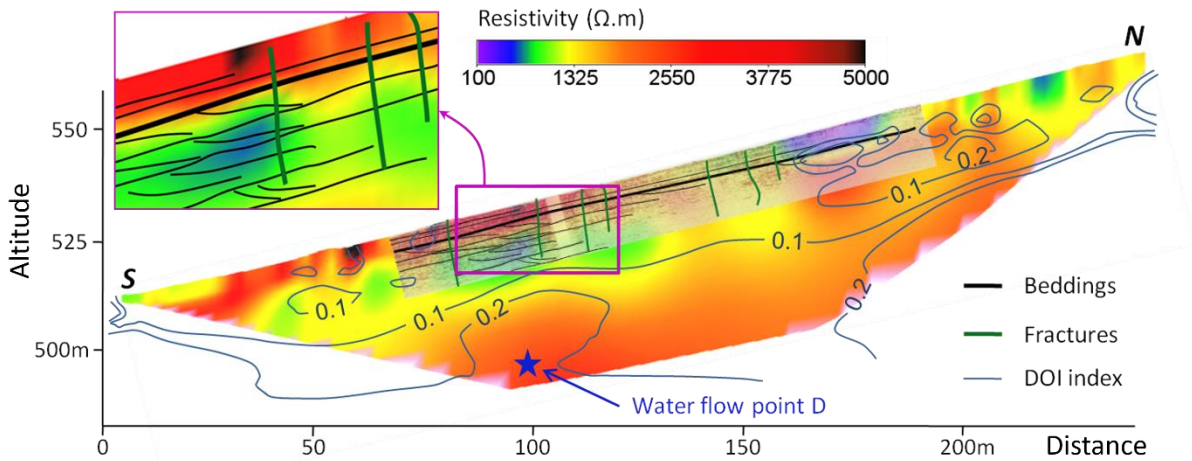 Resistivity (Ω.m)
100 1325 2550 3775 5000
N
Altitude
550
525
500m
S
0.2
0.1
0.1
0.1
0.1
0.2
0.2
Beddings
Fractures
DOI index
Water flow point D
0 50 100 150 200m Distance